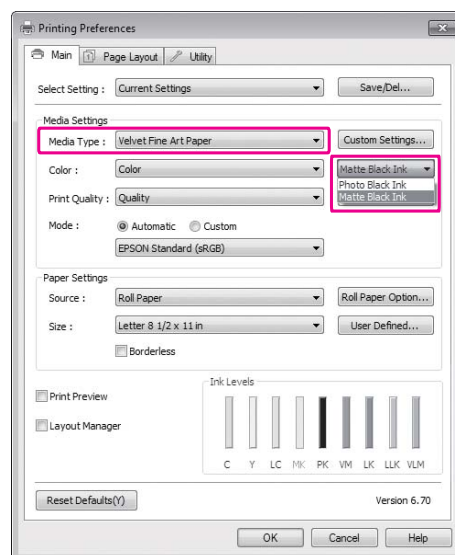 Printing Preferences
Main Page Layout Utility
Select Setting : Current Settings Save/Del...
Media Settings
Media Type : Velvet Fine Art Paper Custom Settings...
Color : Color Matte Black Ink
Photo Black Ink
Print Quality : Quality Matte Black Ink
Mode : Automatic Custom
EPSON Standard (sRGB)
Paper Settings
Source : Roll Paper Roll Paper Option...
Size : Letter 8 1/2 x 11 in User Defined...
Borderless
Ink Levels
Print Preview
Layout Manager
C Y LC MK PK VM LK LLK VLM
Reset Defaults(Y) Version 6.70
OK Cancel Help